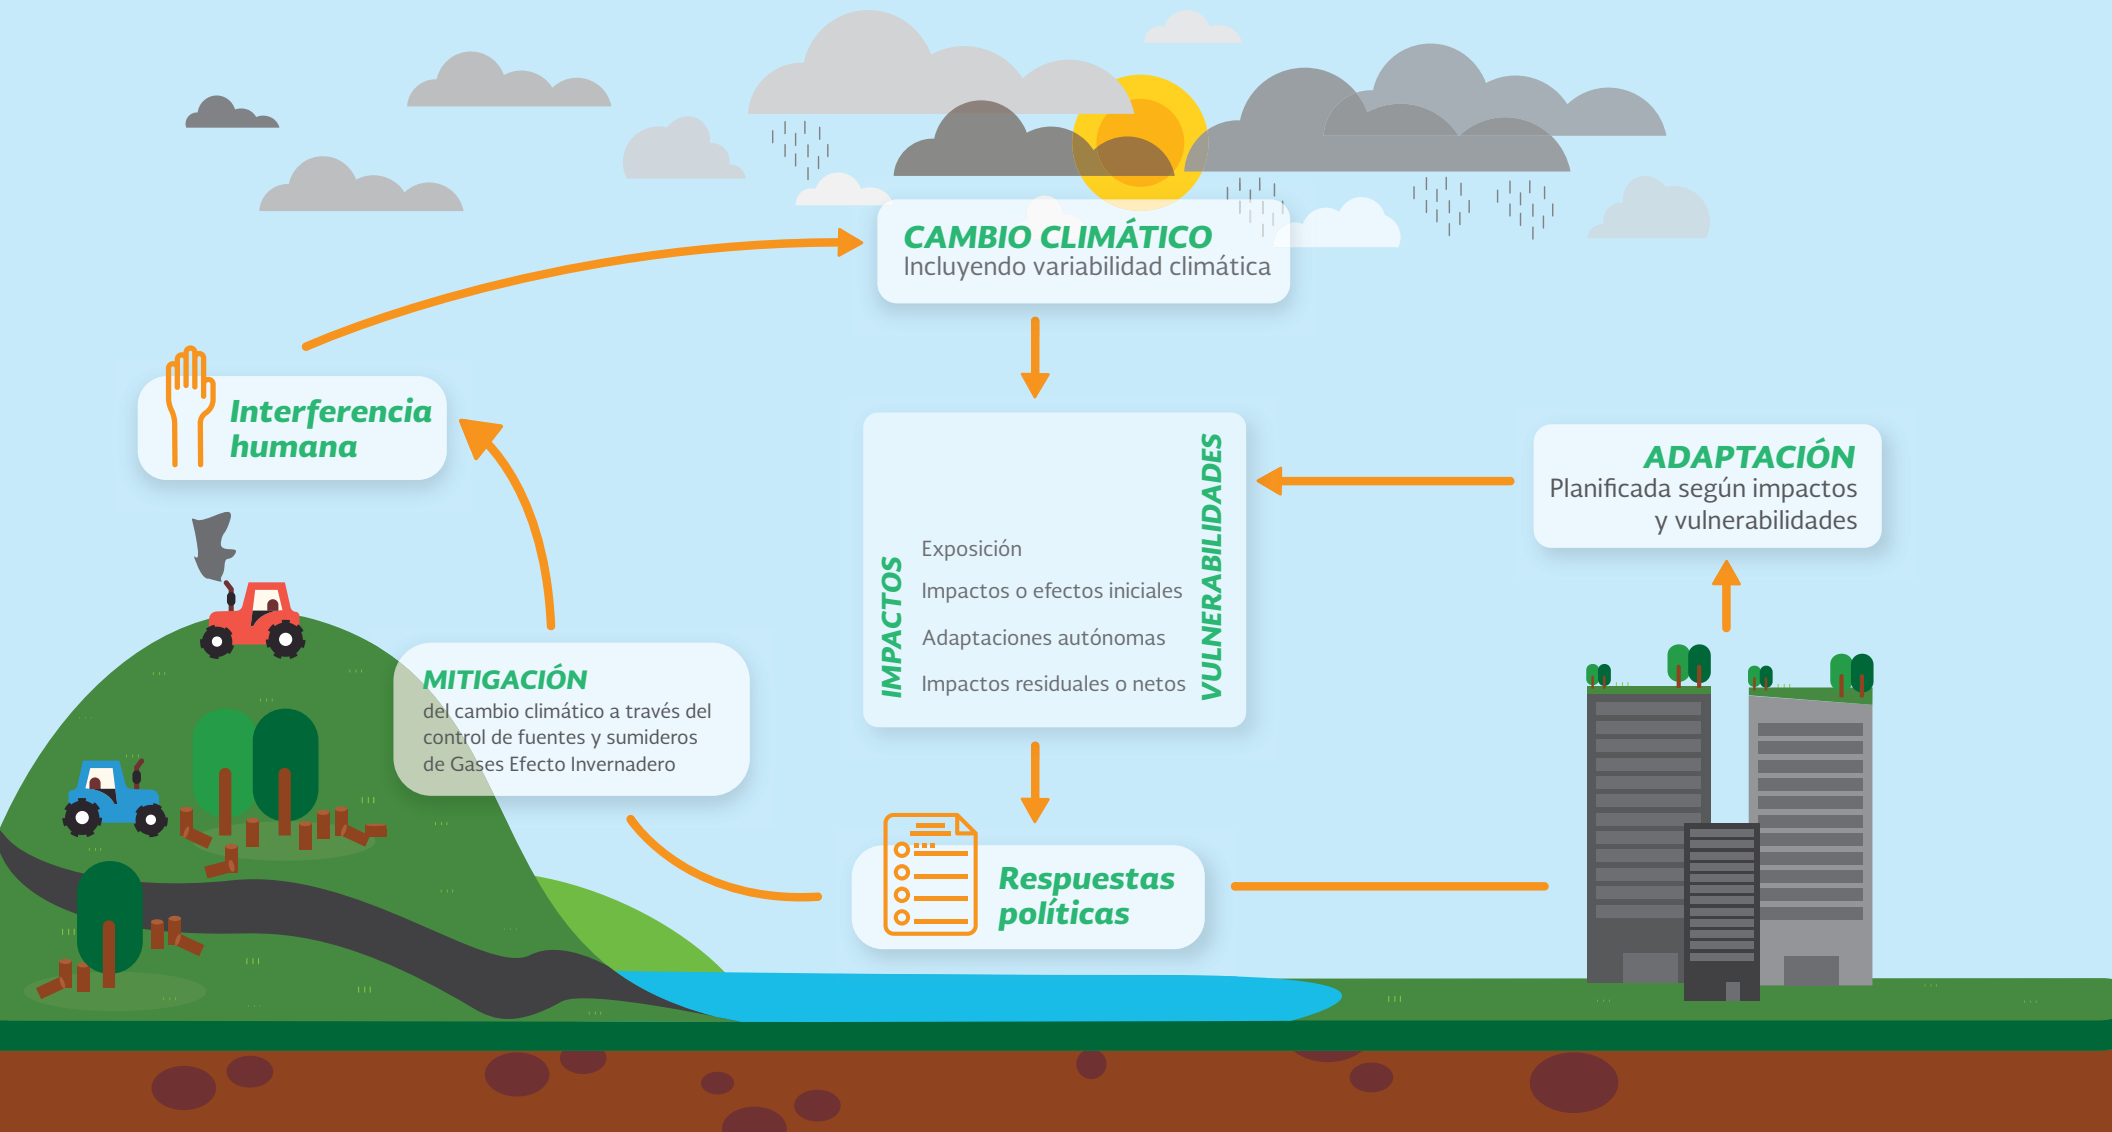 CAMBIO CLIMÁTICO
Incluyendo variabilidad climática
Interferencia
humana
ADAPTACIÓN
Planificada según impactos
y vulnerabilidades
IMPACTOS
Exposición
Impactos o efectos iniciales
Adaptaciones autónomas
Impactos residuales o netos
VULNERABILIDADES
MITIGACIÓN
del cambio climático a través del
control de fuentes y sumideros
de Gases Efecto Invernadero
Respuestas
políticas